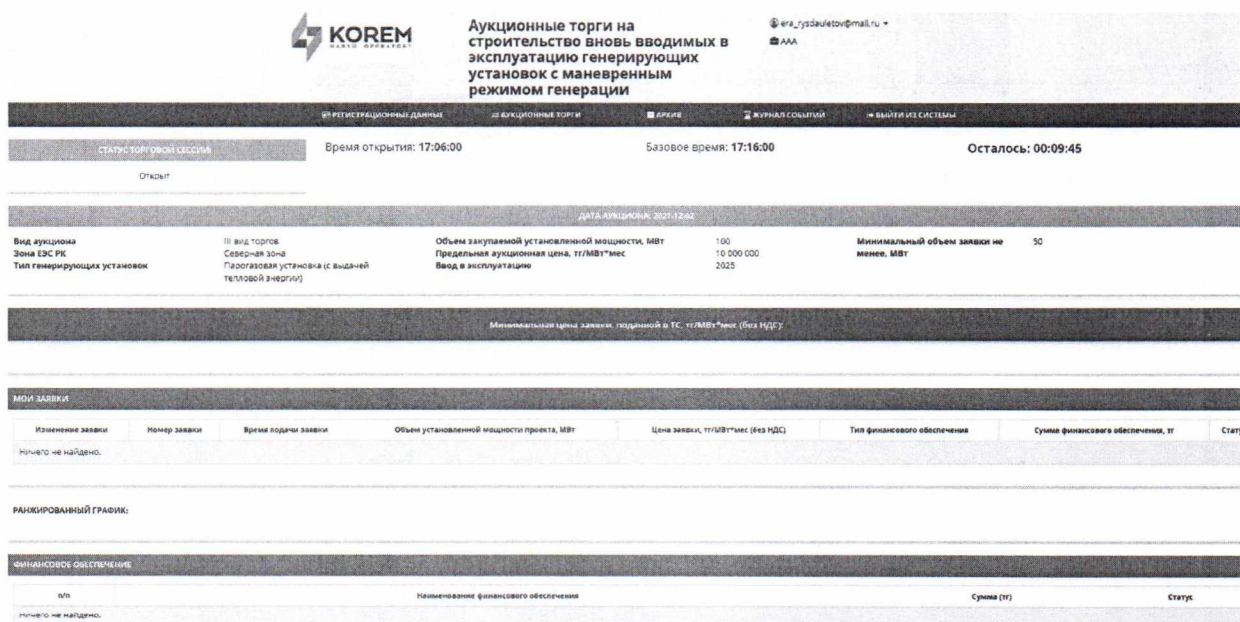 KOREM
Аукционные торги на
строительство вновь вводимых в
эксплуатацию генерирующих
установок с маневренным
режимом генерации
era_rysdauletov@mail.ru
AAA
РЕГИСТРАЦИОННЫЕ ДАННЫЕ
АУКЦИОННЫЕ ТОРГИ
АРХИВ
ЖУРНАЛ СОБЫТИЙ
ВЫЙТИ ИЗ СИСТЕМЫ
СТАТУС ТОРГОВОЙ СЕССИИ:
Открыт
Время открытия: 17:06:00
Базовое время: 17:16:00
Осталось: 00:09:45
ДАТА АУКЦИОНА: 2021-12-02
Вид аукциона III вид торгов
Зона ЕЭС РК Северная зона
Тип генерирующих установок Парогазовая установка (с выдачей
тепловой энергии)
Объем закупаемой установленной мощности, МВт 100
Предельная аукционная цена, тг/МВт*мес 10 000 000
Ввод в эксплуатацию 2025
Минимальный объем заявки не 50
менее, МВт
Минимальная цена заявки, поданной в ТС, тг/МВт*мес (без НДС):
МОИ ЗАЯВКИ
Изменение заявки Номер заявки Время подачи заявки Объем установленной мощности проекта, МВт Цена заявки, тг/МВт*мес (без НДС) Тип финансового обеспечения Сумма финансового обеспечения, тг Стату
Ничего не найдено.
РАНЖИРОВАННЫЙ ГРАФИК:
ФИНАНСОВОЕ ОБЕСПЕЧЕНИЕ
п/п Наименование финансового обеспечения Сумма (тг) Статус
Ничего не найдено.